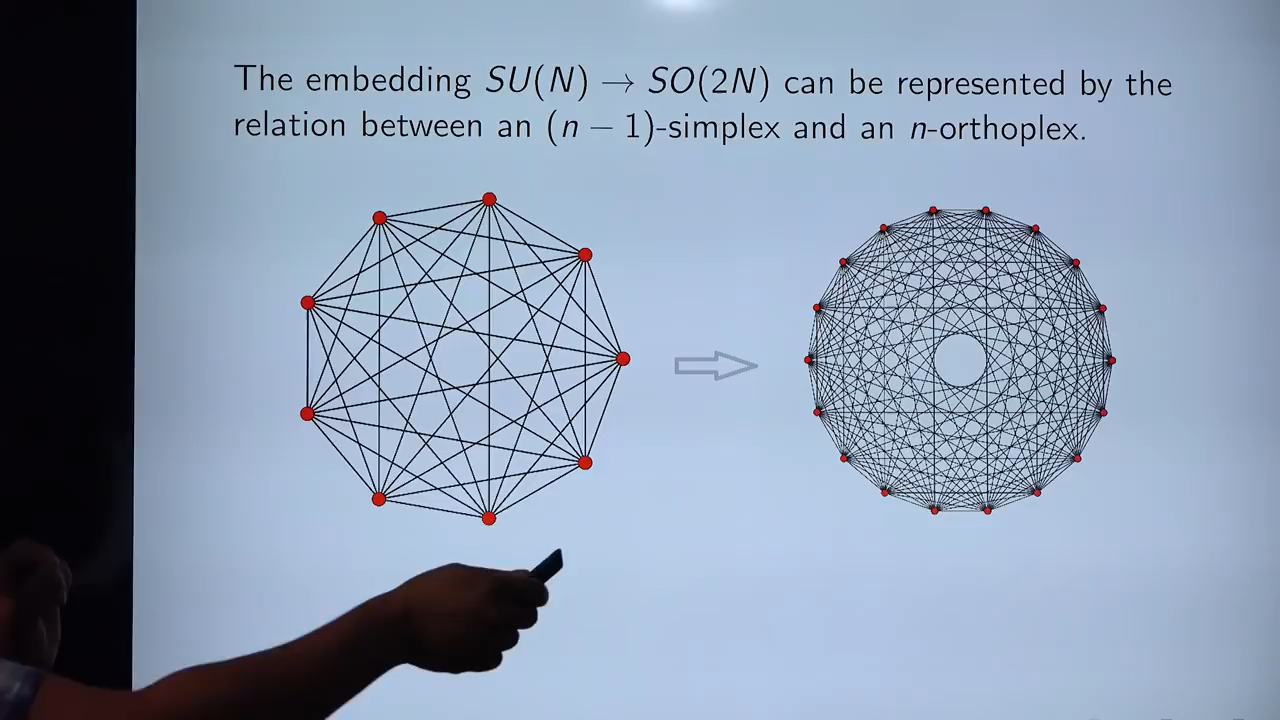 The embedding SU(N) → SO(2N) can be represented by the
relation between an (n − 1)-simplex and an n-orthoplex.